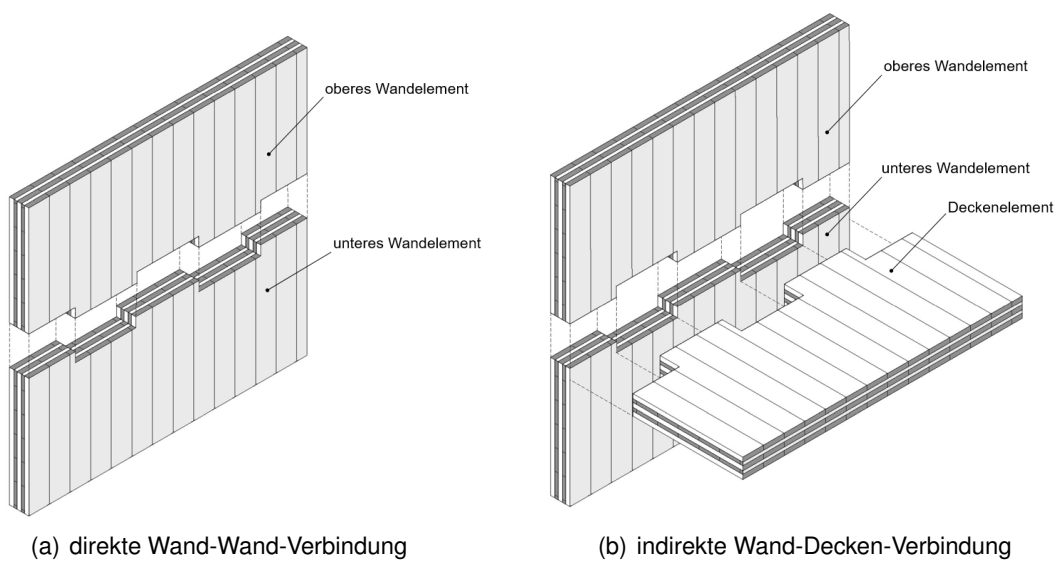 oberes Wandelement
unteres Wandelement
oberes Wandelement
unteres Wandelement
Deckenelement
(a) direkte Wand-Wand-Verbindung
(b) indirekte Wand-Decken-Verbindung